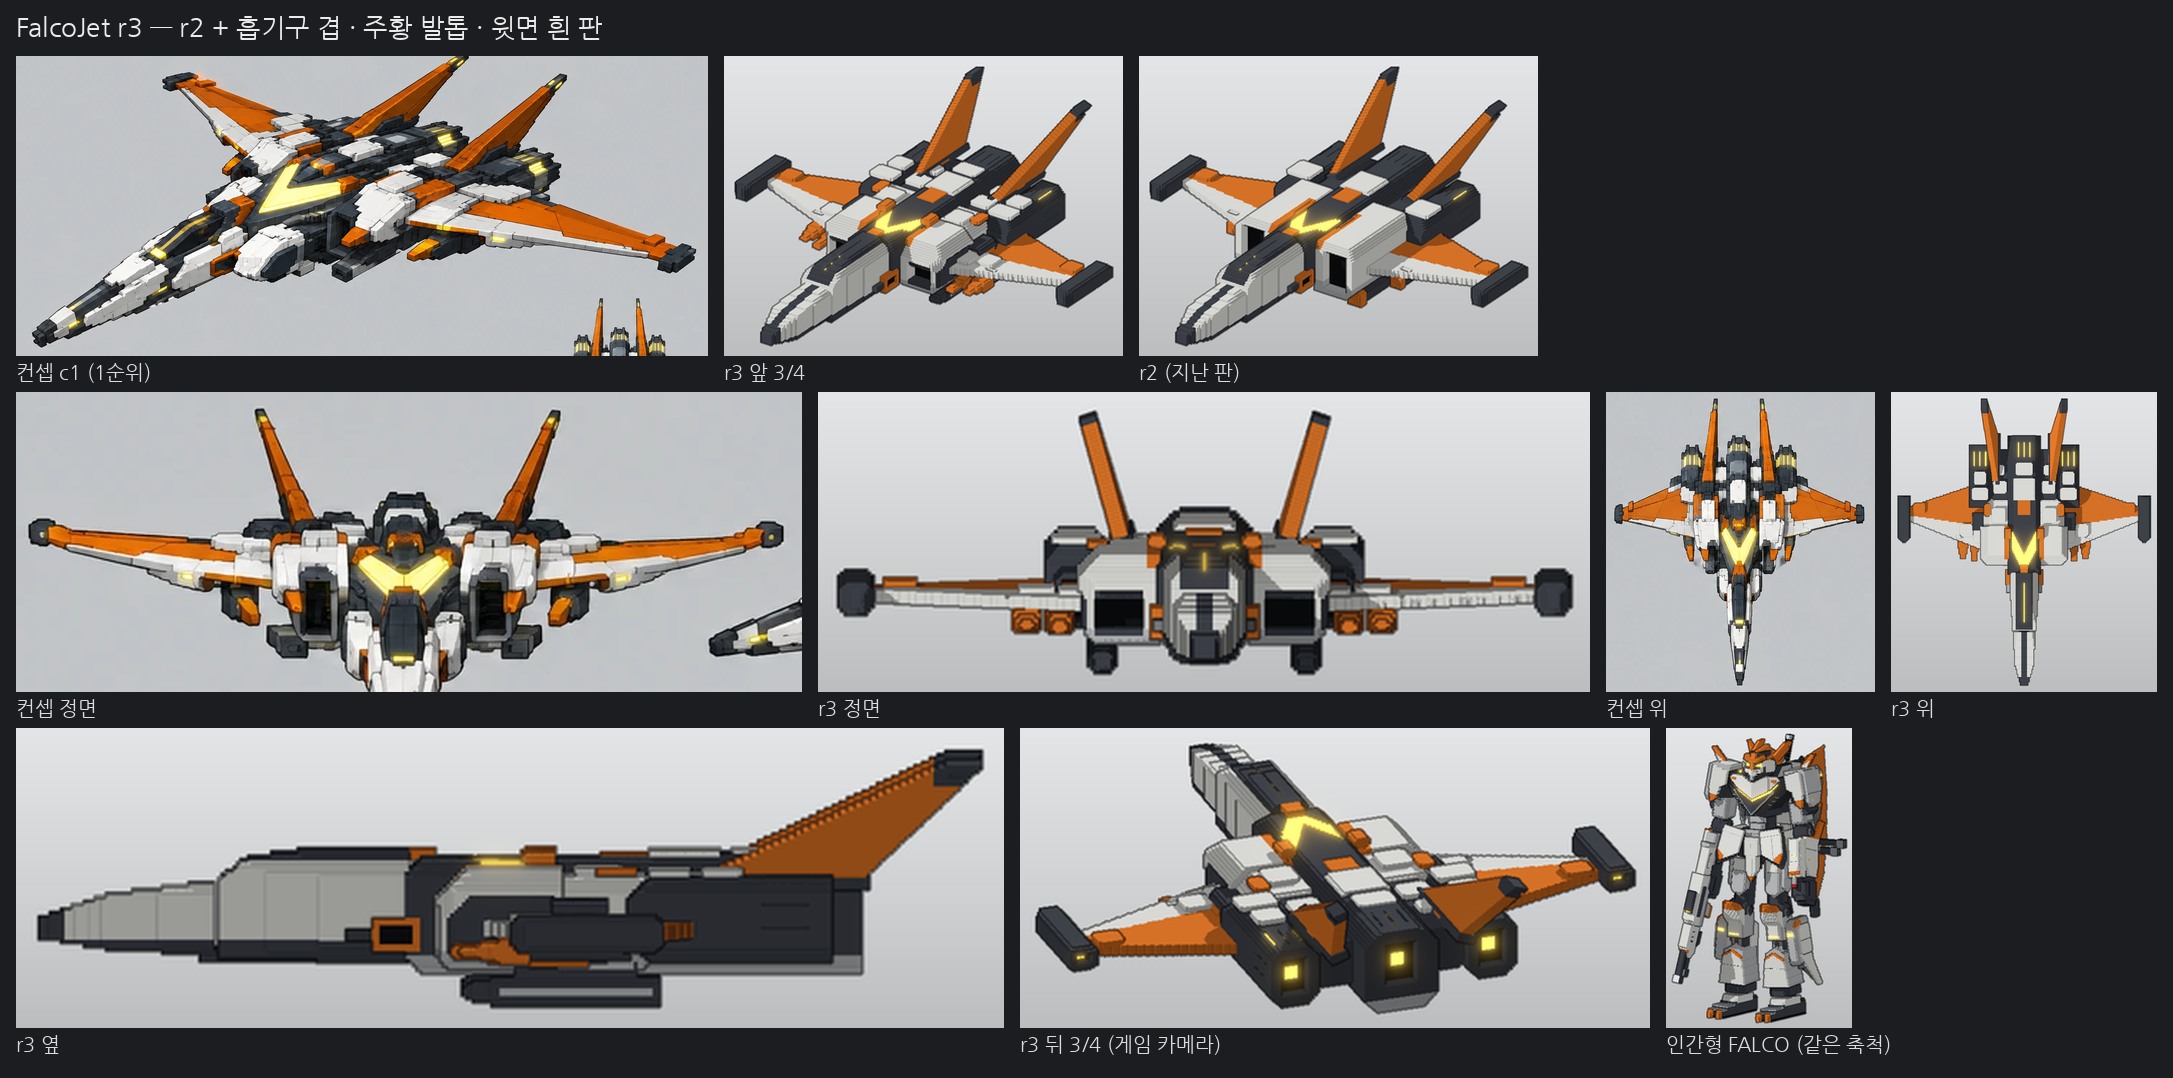 FalcoJet r3 — r2 + 흡기구 겹 · 주황 발톱 · 윗면 흰 판
컨셉 c1 (1순위)
r3 앞 3/4
r2 (지난 판)
컨셉 정면
r3 정면
컨셉 위
r3 위
r3 옆
r3 뒤 3/4 (게임 카메라)
인간형 FALCO (같은 축척)